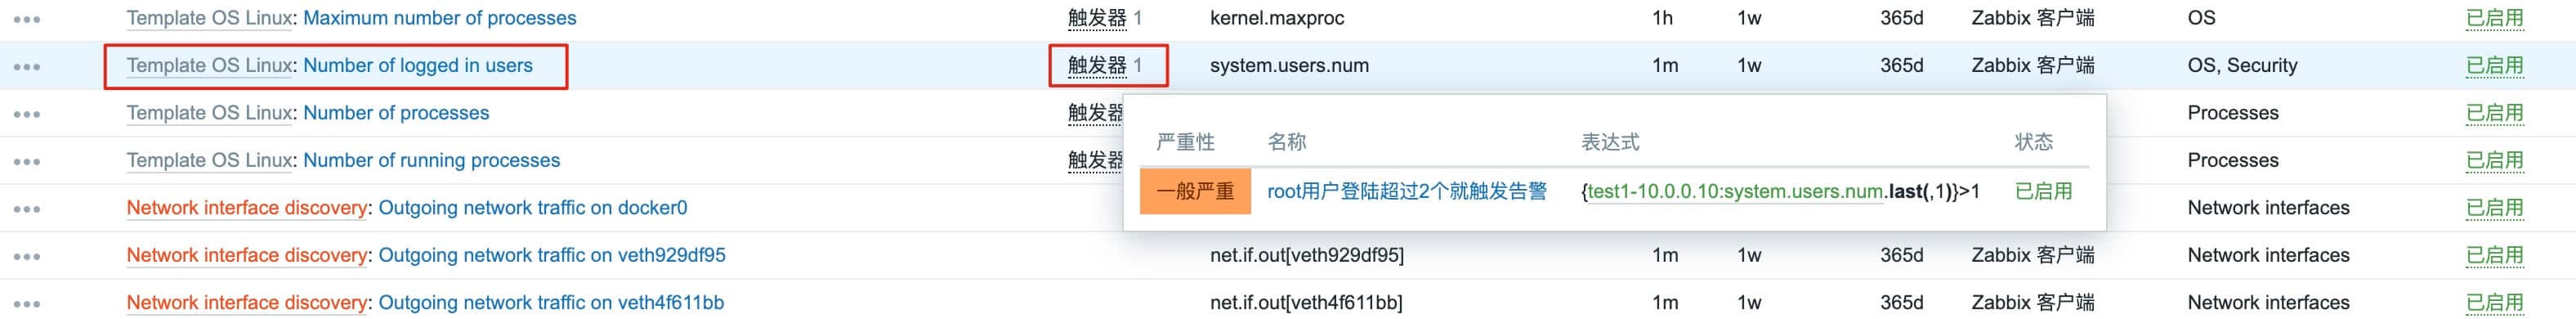 Template OS Linux: Maximum number of processes 触发器 1 kernel.maxproc 1h 1w 365d Zabbix 客户端 OS 已启用
Template OS Linux: Number of logged in users 触发器 1 system.users.num 1m 1w 365d Zabbix 客户端 OS, Security 已启用
Template OS Linux: Number of processes 触发器 Processes 已启用
严重性 名称 表达式 状态
Template OS Linux: Number of running processes 触发器 Processes 已启用
一般严重 root用户登陆超过2个就触发告警 {test1-10.0.0.10:system.users.num.last(,1)}>1 已启用
Network interface discovery: Outgoing network traffic on docker0 Network interfaces 已启用
Network interface discovery: Outgoing network traffic on veth929df95 net.if.out[veth929df95] 1m 1w 365d Zabbix 客户端 Network interfaces 已启用
Network interface discovery: Outgoing network traffic on veth4f611bb net.if.out[veth4f611bb] 1m 1w 365d Zabbix 客户端 Network interfaces 已启用